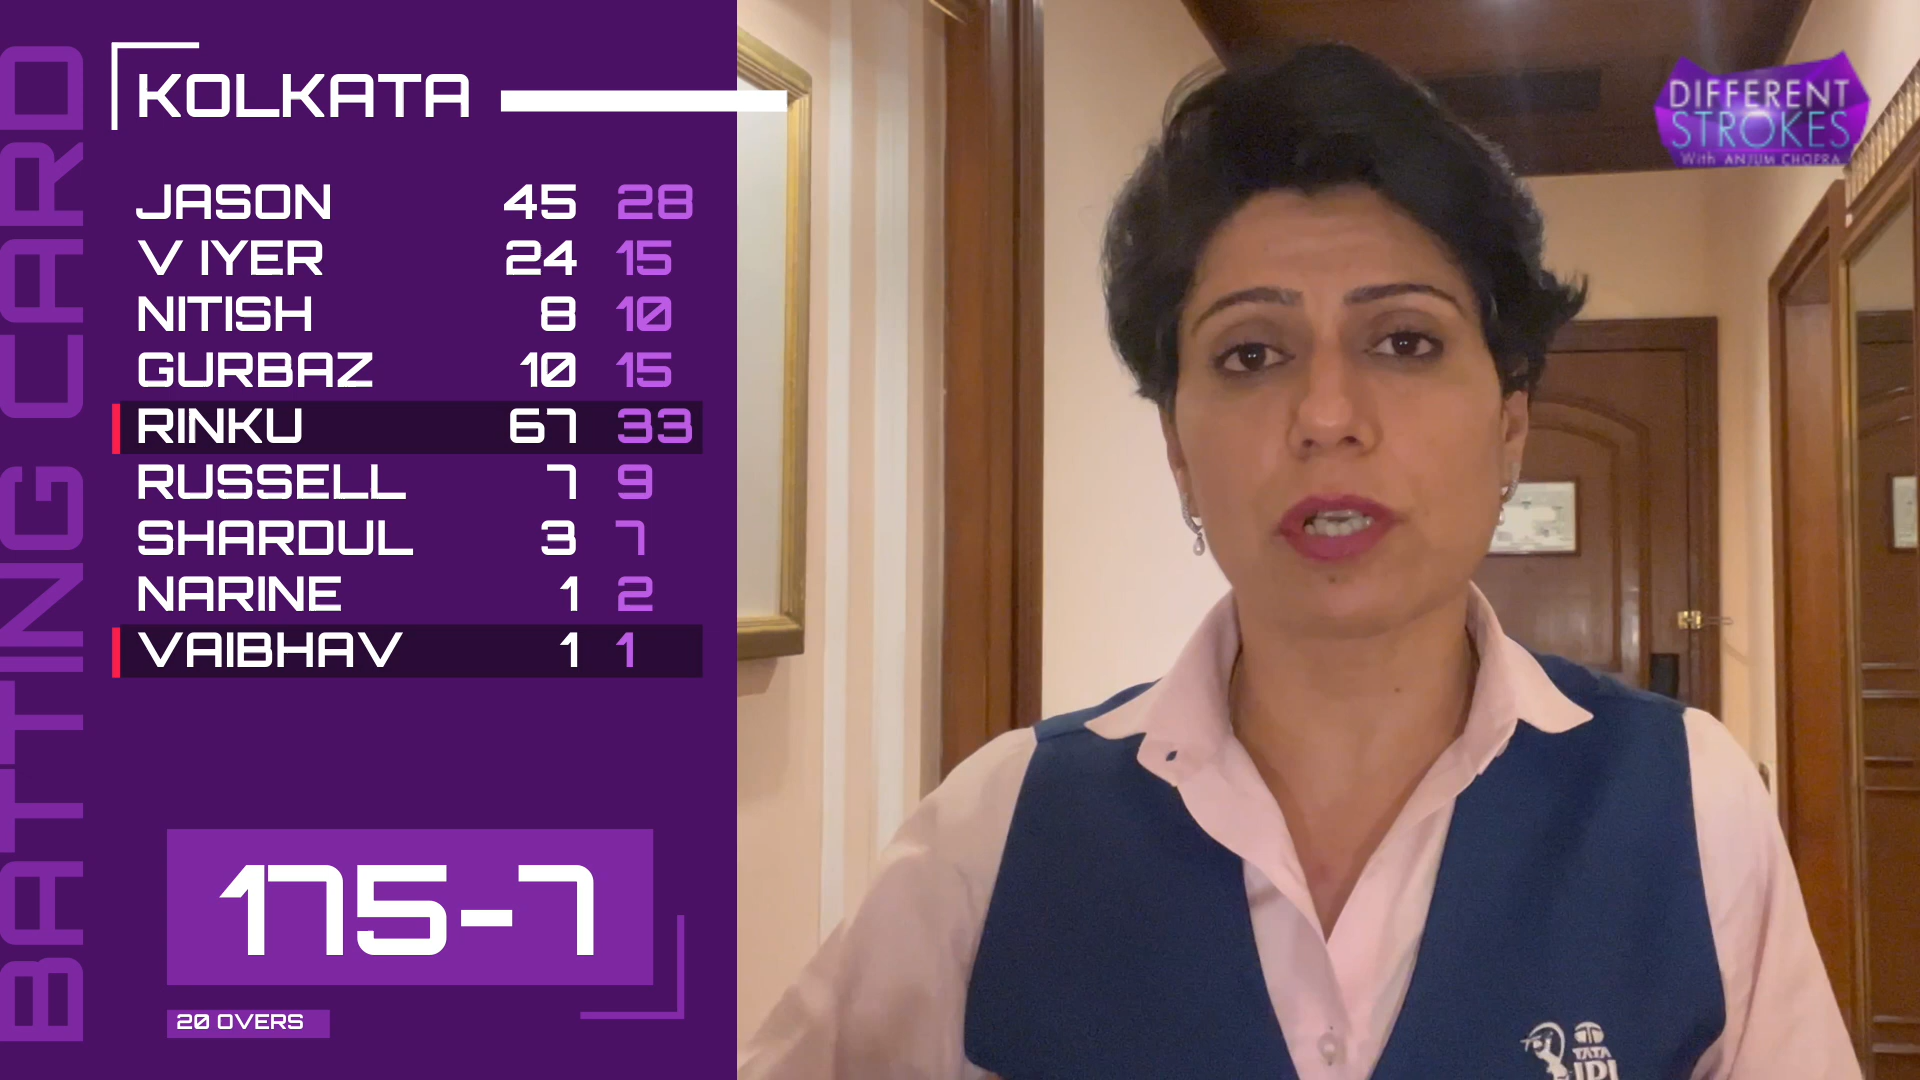 BATTING CARD
KOLKATA
JASON 45 28
V IYER 24 15
NITISH 8 10
GURBAZ 10 15
RINKU 67 33
RUSSELL 7 9
SHARDUL 3 7
NARINE 1 2
VAIBHAV 1 1
175-7
20 OVERS
DIFFERENT
STROKES
With ANJUM CHOPRA
TATA
IPL